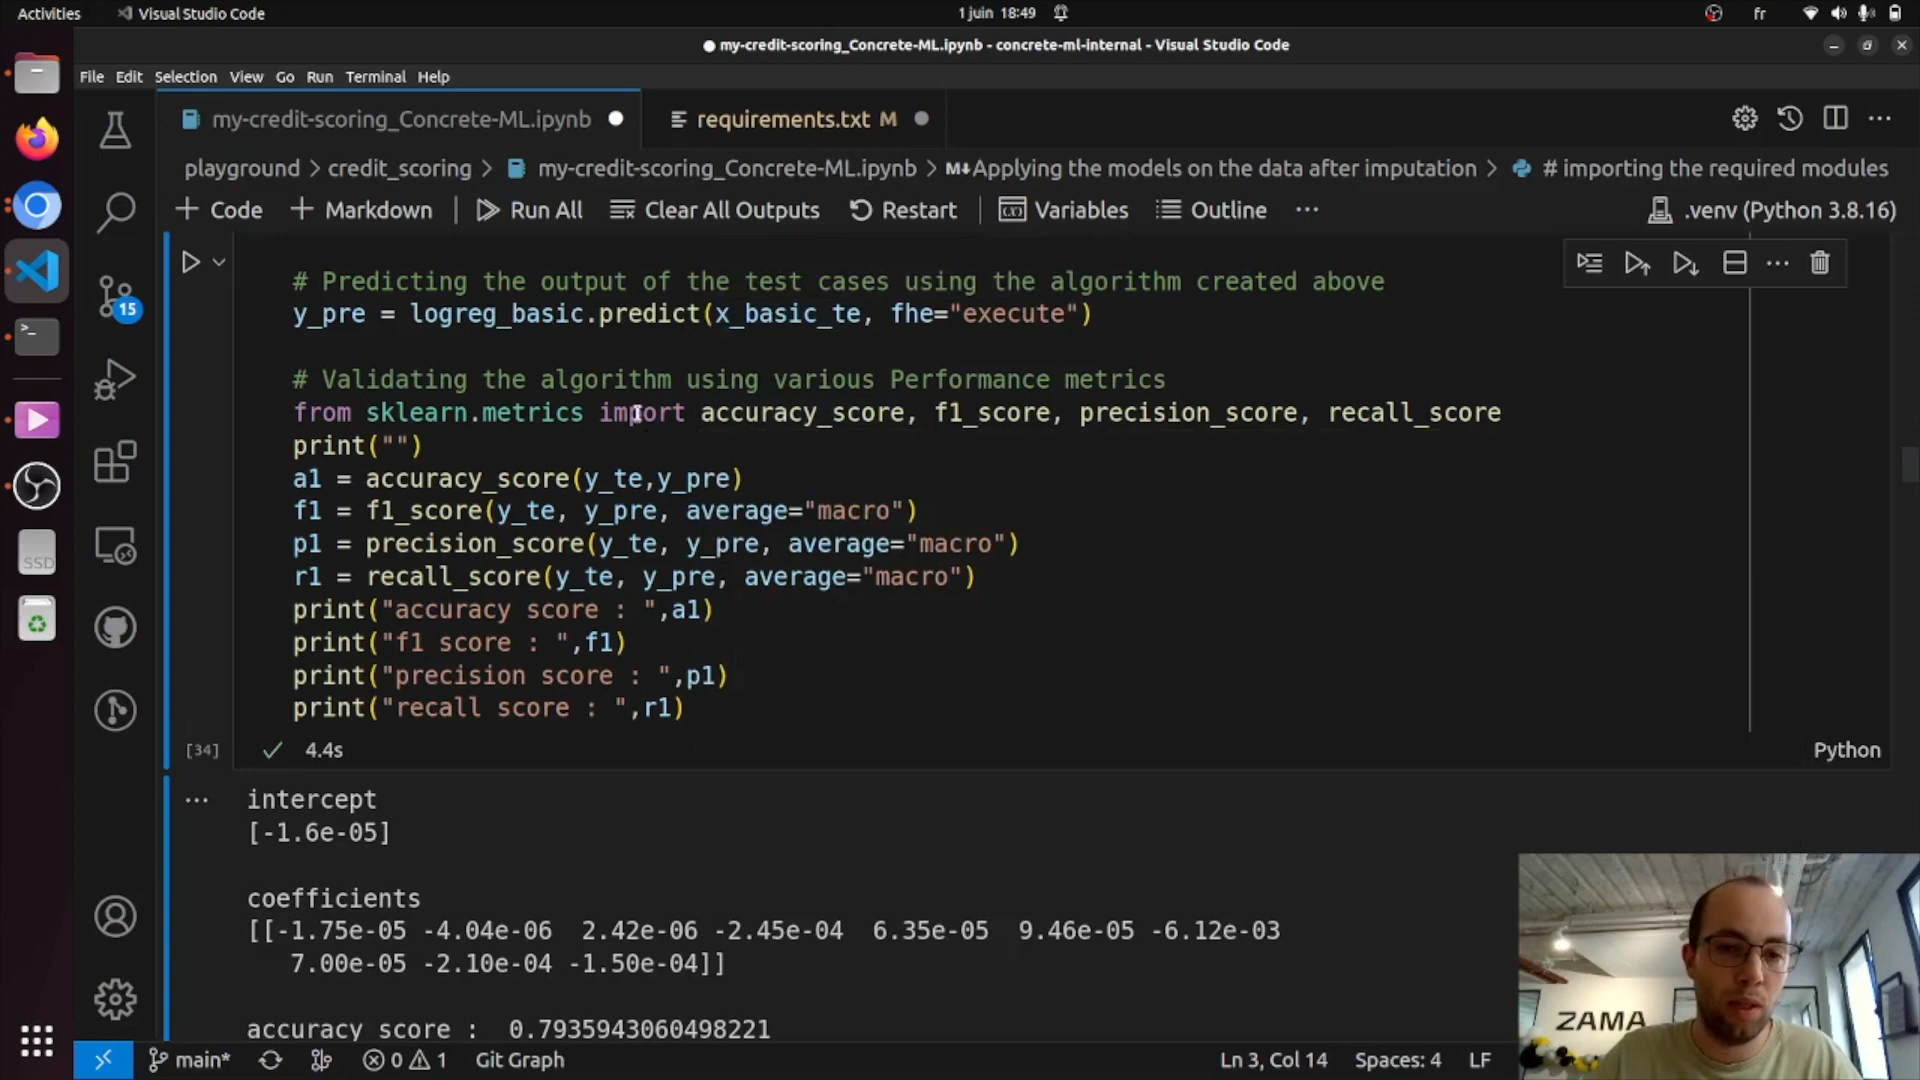 Activities
Visual Studio Code
1 juin 18:49
fr
my-credit-scoring_Concrete-ML.ipynb - concrete-ml-internal - Visual Studio Code
File Edit Selection View Go Run Terminal Help
my-credit-scoring_Concrete-ML.ipynb
requirements.txt M
playground > credit_scoring > my-credit-scoring_Concrete-ML.ipynb > M↓Applying the models on the data after imputation > # importing the required modules
+ Code + Markdown Run All Clear All Outputs Restart Variables Outline ... .venv (Python 3.8.16)
# Predicting the output of the test cases using the algorithm created above
y_pre = logreg_basic.predict(x_basic_te, fhe="execute")
# Validating the algorithm using various Performance metrics
from sklearn.metrics import accuracy_score, f1_score, precision_score, recall_score
print("")
a1 = accuracy_score(y_te,y_pre)
f1 = f1_score(y_te, y_pre, average="macro")
p1 = precision_score(y_te, y_pre, average="macro")
r1 = recall_score(y_te, y_pre, average="macro")
print("accuracy score : ",a1)
print("f1 score : ",f1)
print("precision score : ",p1)
print("recall score : ",r1)
[34]
4.4s
Python
intercept
[-1.6e-05]
coefficients
[[-1.75e-05 -4.04e-06  2.42e-06 -2.45e-04  6.35e-05  9.46e-05 -6.12e-03
7.00e-05 -2.10e-04 -1.50e-04]]
accuracy score :  0.7935943060498221
15
SSD
ZAMA
main*
0
1
Git Graph
Ln 3, Col 14
Spaces: 4
LF